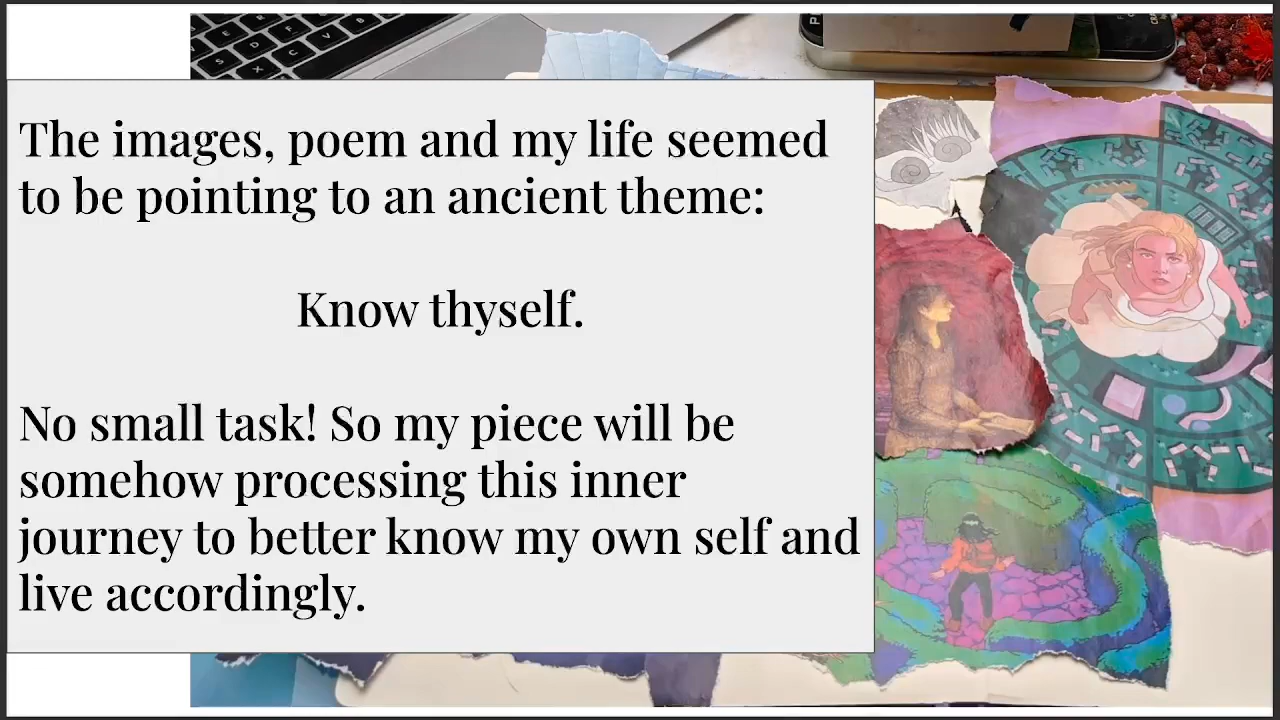 The images, poem and my life seemed
to be pointing to an ancient theme:
Know thyself.
No small task! So my piece will be
somehow processing this inner
journey to better know my own self and
live accordingly.